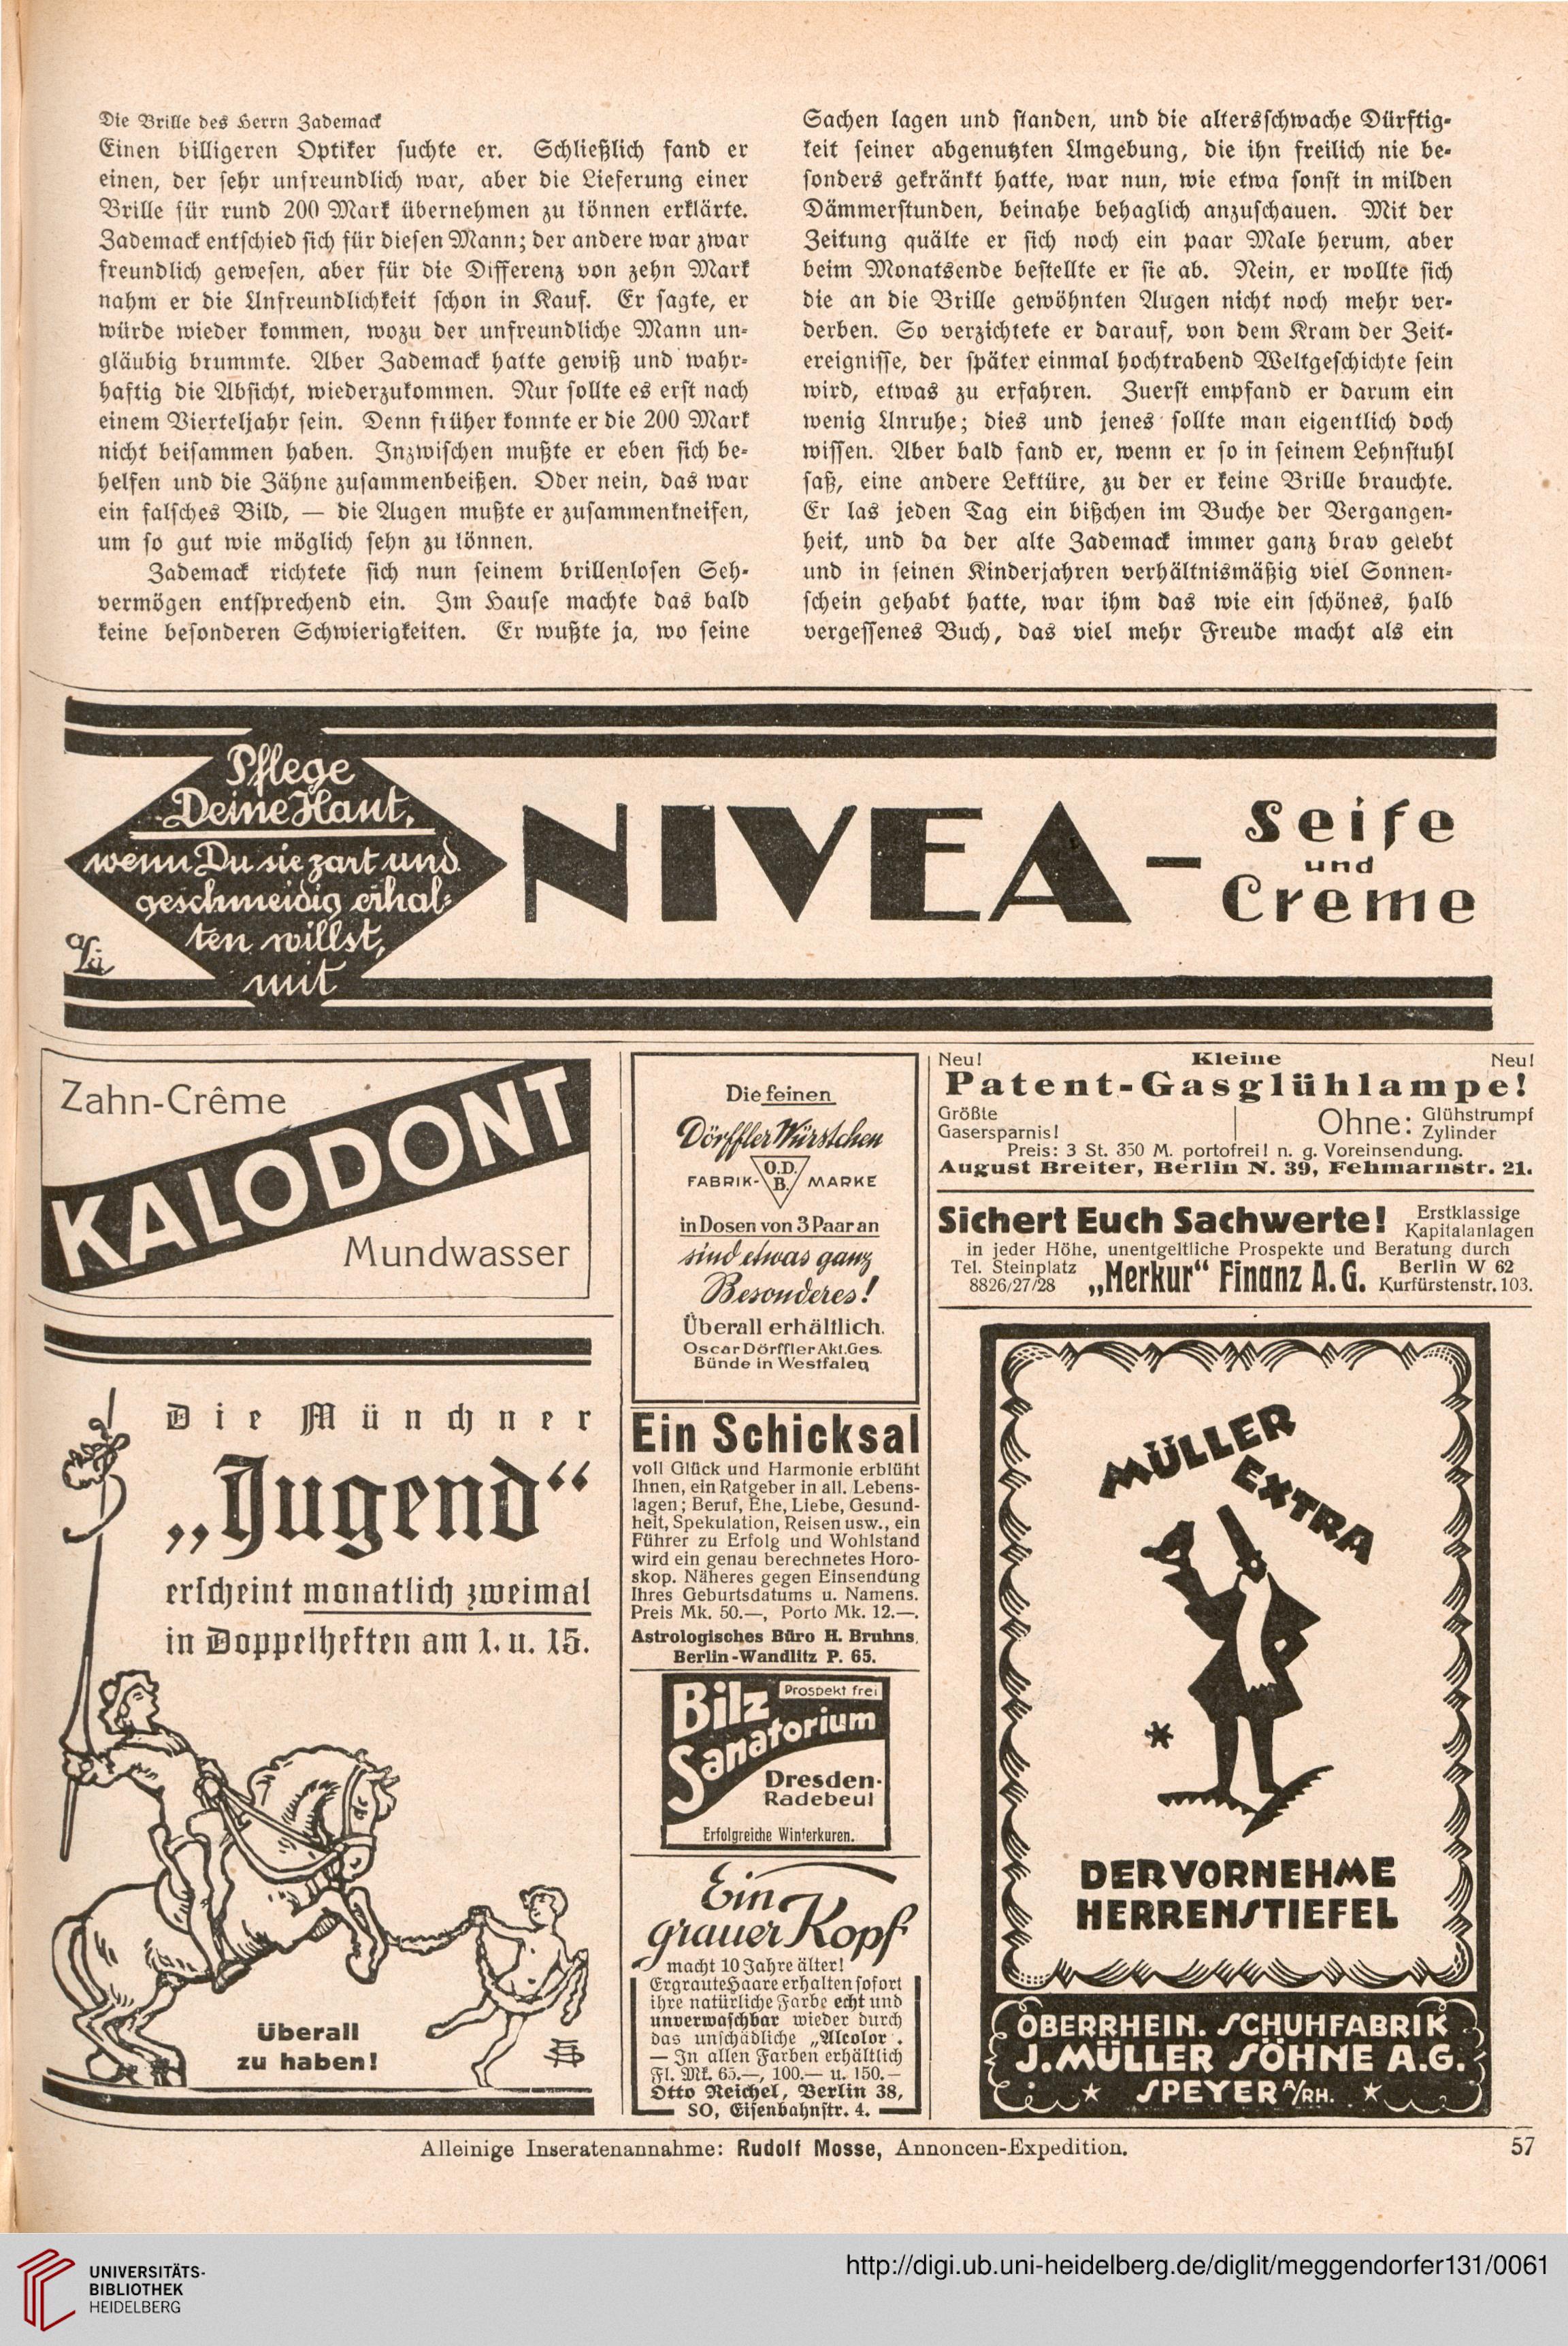 Die Brille des Herrn Zademack
Einen billigeren Optiker suchte er. Schließlich fand er
einen, der sehr unfreundlich war, aber die Lieferung einer
Brille für rund 200 Mark übernehmen zu können erklärte.
Zademack entschied sich für diesen Mann; der andere war zwar
freundlich gewesen, aber für die Differenz von zehn Mark
nahm er die Unfreundlichkeit schon in Kauf. Er sagte, er
würde wieder kommen, wozu der unfreundliche Mann un-
gläubig brummte. Aber Zademack hatte gewiß und wahr-
haftig die Absicht, wiederzukommen. Nur sollte es erst nach
einem Vierteljahr sein. Denn früher konnte er die 200 Mark
nicht beisammen haben. Inzwischen mußte er eben sich be-
helfen und die Zähne zusammenbeißen. Oder nein, das war
ein falsches Bild, — die Augen mußte er zusammenkneifen,
um so gut wie möglich sehn zu können.
Zademack richtete sich nun seinem brillenlosen Seh-
vermögen entsprechend ein. Im Hause machte das bald
keine besonderen Schwierigkeiten. Er wußte ja, wo seine
Sachen lagen und standen, und die altersschwache Dürftig-
keit seiner abgenutzten Umgebung, die ihn freilich nie be-
sonders gekränkt hatte, war nun, wie etwa sonst in milden
Dämmerstunden, beinahe behaglich anzuschauen. Mit der
Zeitung quälte er sich noch ein paar Male herum, aber
beim Monatsende bestellte er sie ab. Nein, er wollte sich
die an die Brille gewöhnten Augen nicht noch mehr ver-
derben. So verzichtete er darauf, von dem Kram der Zeit-
ereignisse, der später einmal hochtrabend Weltgeschichte sein
wird, etwas zu erfahren. Zuerst empfand er darum ein
wenig Unruhe; dies und jenes sollte man eigentlich doch
wissen. Aber bald fand er, wenn er so in seinem Lehnstuhl
saß, eine andere Lektüre, zu der er keine Brille brauchte.
Er las jeden Tag ein bißchen im Buche der Vergangen-
heit, und da der alte Zademack immer ganz brav gelebt
und in seinen Kinderjahren verhältnismäßig viel Sonnen-
schein gehabt hatte, war ihm das wie ein schönes, halb
vergessenes Buch, das viel mehr Freude macht als ein
Pflege
Deine Haut,
wenn Du sie zart und
geschmeidig erhal-
ten willst,
mit
NIVEA-
Seife
und
Creme
Zahn-Crême
KALODONT
Mundwasser
Die Münchner
„Jugend“
erscheint monatlich zweimal
in Doppelheften am 1. u. 15.
Überall
zu haben!
Die feinen
Dörffler Würstchen
FABRIK- O.D.B. MARKE
in Dosen von 3 Paar an
sind etwas ganz
Besonderes!
Überall erhältlich.
Oscar Dörffler Akt.Ges.
Bünde in Westfalen
Ein Schicksal
voll Glück und Harmonie erblüht
Ihnen, ein Ratgeber in all. Lebens-
lagen; Beruf, Ehe, Liebe, Gesund-
heit, Spekulation, Reisen usw., ein
Führer zu Erfolg und Wohlstand
wird ein genau berechnetes Horo-
skop. Näheres gegen Einsendung
Ihres Geburtsdatums u. Namens.
Preis Mk. 50.—, Porto Mk. 12.—.
Astrologisches Büro H. Bruhns,
Berlin-Wandlitz P. 65.
Bilz
Prospekt frei
Sanatorium
Dresden-
Radebeul
Erfolgreiche Winterkuren.
Ein
grauer Kopf
macht 10 Jahre älter!
Ergraute Haare erhalten sofort
ihre natürliche Farbe echt und
unverwaschbar wieder durch
das unschädliche „Alcolor“.
— In allen Farben erhältlich
Fl. Mk. 65.—, 100.— u. 150.—
Otto Reichel, Berlin 38,
SO, Eisenbahnstr. 4.
Neu! Kleine Neu!
Patent-Gasglühlampe!
Größte
Gasersparnis!
Ohne: Glühstrumpf
Zylinder
Preis: 3 St. 350 M. portofrei! n. g. Voreinsendung.
August Breiter, Berlin N. 39, Fehmarnstr. 21.
Sichert Euch Sachwerte! Erstklassige
Kapitalanlagen
in jeder Höhe, unentgeltliche Prospekte und Beratung durch
Tel. Steinplatz
8826/27/28
„Merkur“ Finanz A.G.
Berlin W 62
Kurfürstenstr. 103.
MÜLLER
EXTRA
DER VORNEHME
HERRENSTIEFEL
OBERRHEIN. SCHUHFABRIK
J. MÜLLER SÖHNE A.G.
SPEYER A/RH.
Alleinige Inseratenannahme: Rudolf Mosse, Annoncen-Expedition.
57
UNIVERSITÄTS-
BIBLIOTHEK
HEIDELBERG
http://digi.ub.uni-heidelberg.de/diglit/meggendorfer131/0061